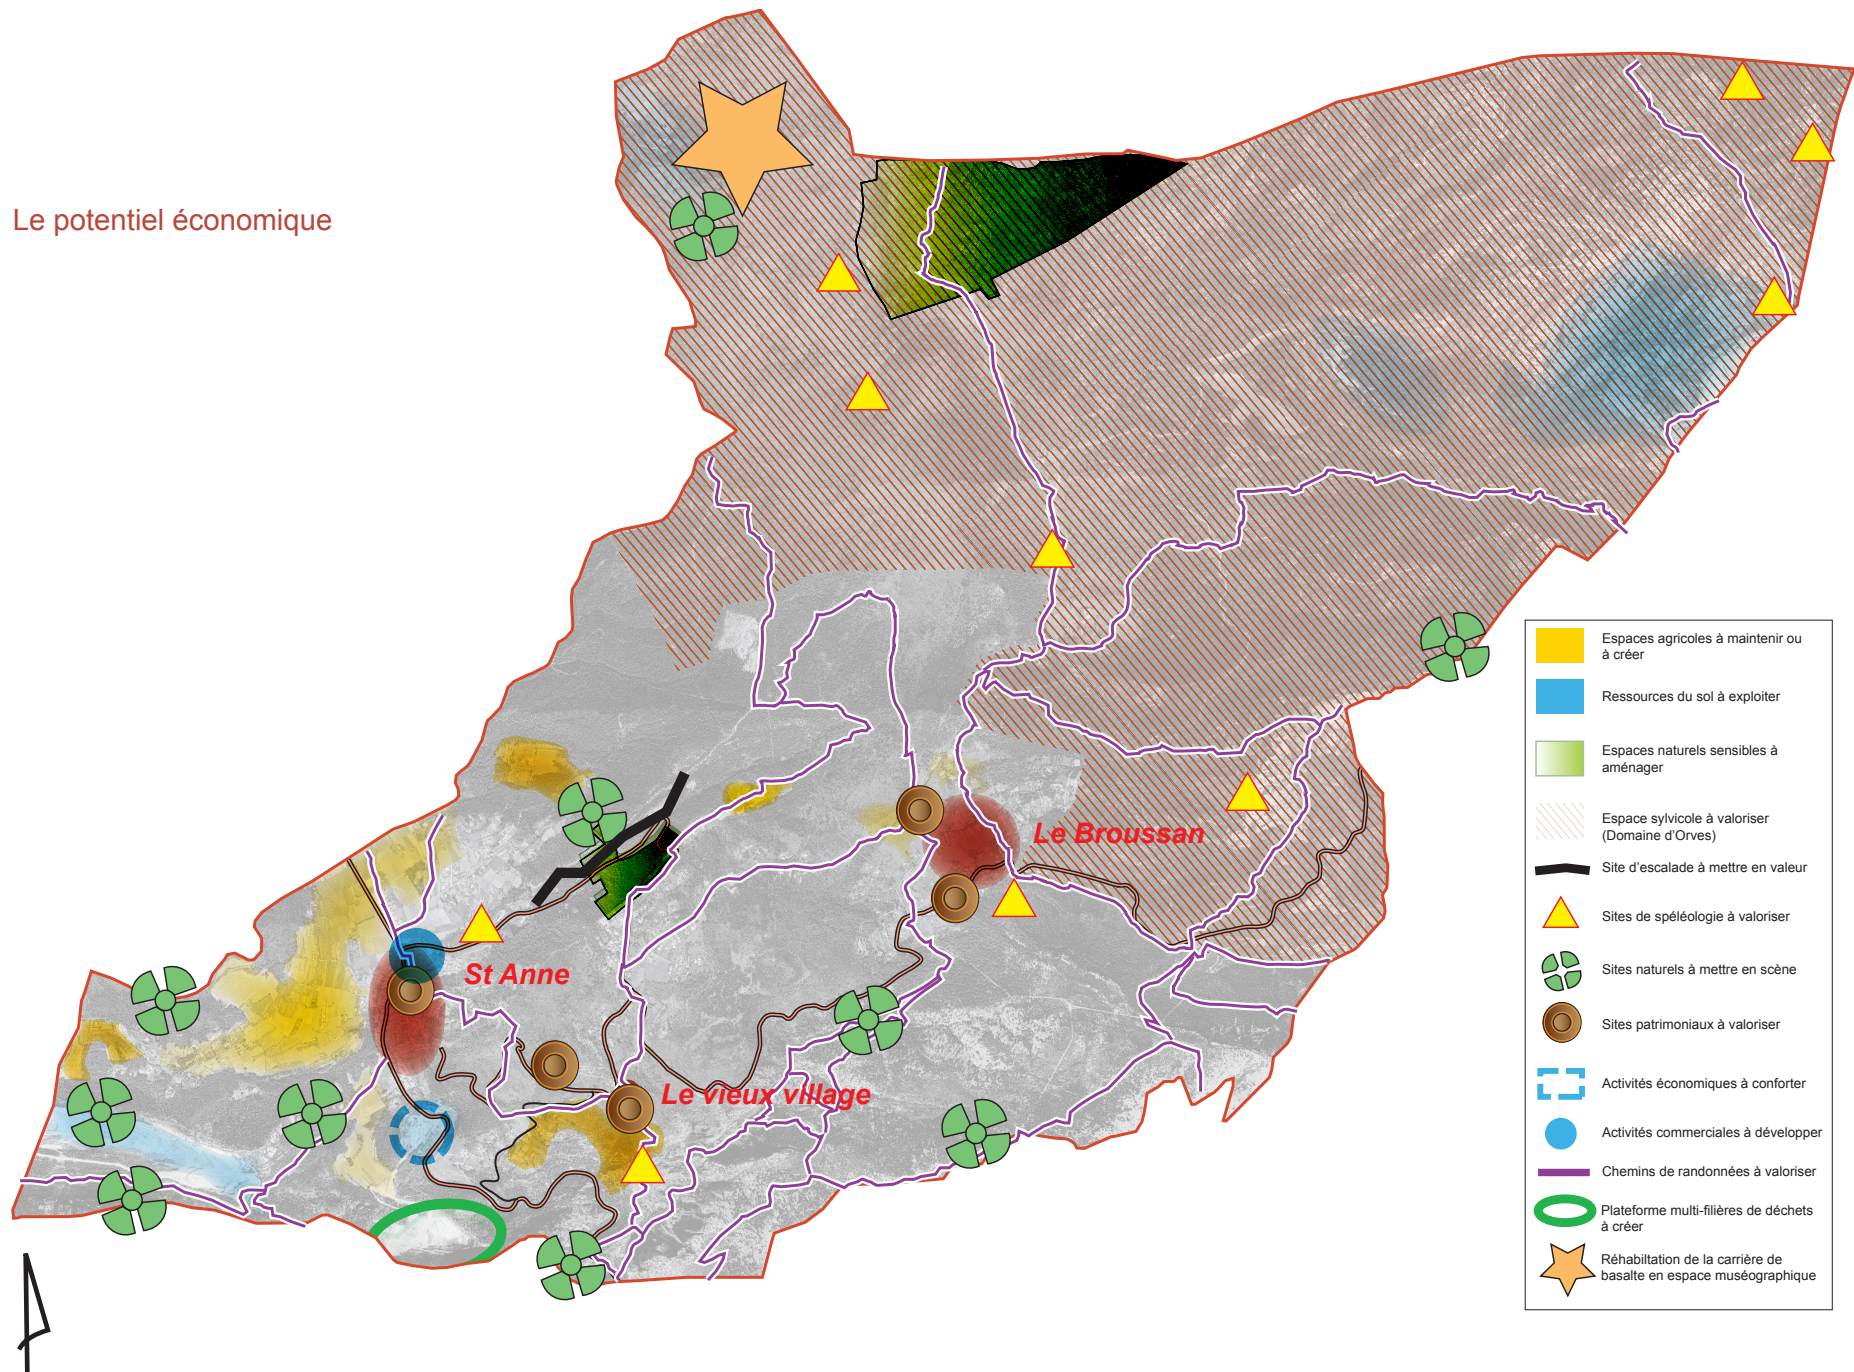 Le potentiel économique
Le Broussan
St Anne
Le vieux village
Espaces agricoles à maintenir ou
à créer
Ressources du sol à exploiter
Espaces naturels sensibles à
aménager
Espace sylvicole à valoriser
(Domaine d'Orves)
Site d'escalade à mettre en valeur
Sites de spéléologie à valoriser
Sites naturels à mettre en scène
Sites patrimoniaux à valoriser
Activités économiques à conforter
Activités commerciales à développer
Chemins de randonnées à valoriser
Plateforme multi-filières de déchets
à créer
Réhabiltation de la carrière de
basalte en espace muséographique